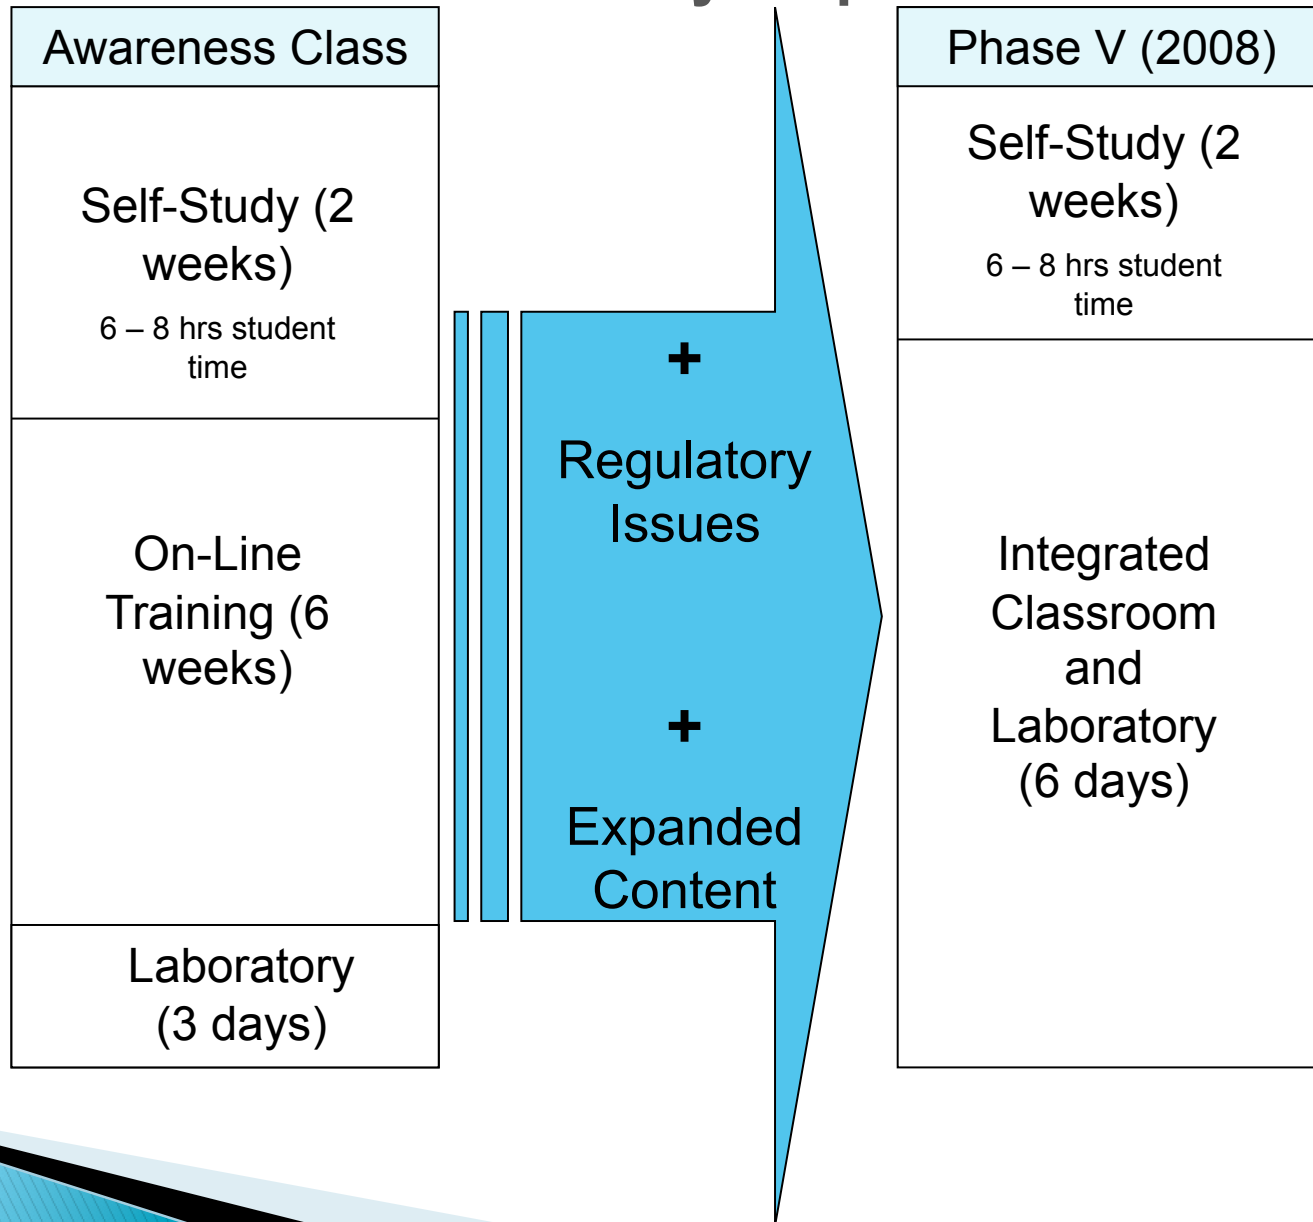 Awareness Class
Self-Study (2
weeks)
6 – 8 hrs student
time
On-Line
Training (6
weeks)
Laboratory
(3 days)
+
Regulatory
Issues
+
Expanded
Content
Phase V (2008)
Self-Study (2
weeks)
6 – 8 hrs student
time
Integrated
Classroom
and
Laboratory
(6 days)